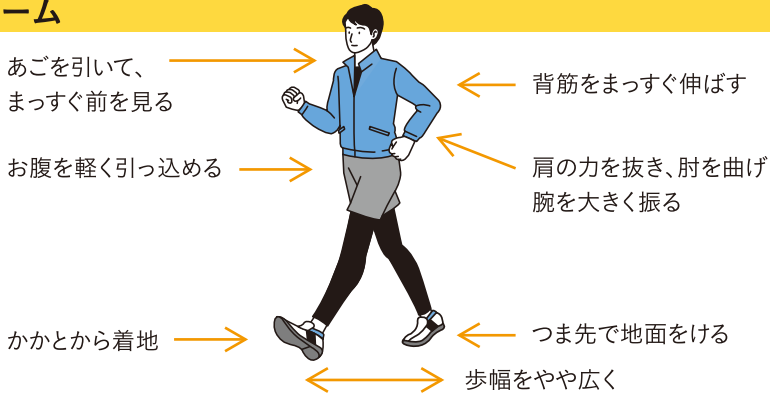 ーム
あごを引いて、
まっすぐ前を見る
背筋をまっすぐ伸ばす
お腹を軽く引っ込める
肩の力を抜き、肘を曲げ
腕を大きく振る
かかとから着地
つま先で地面をける
歩幅をやや広く